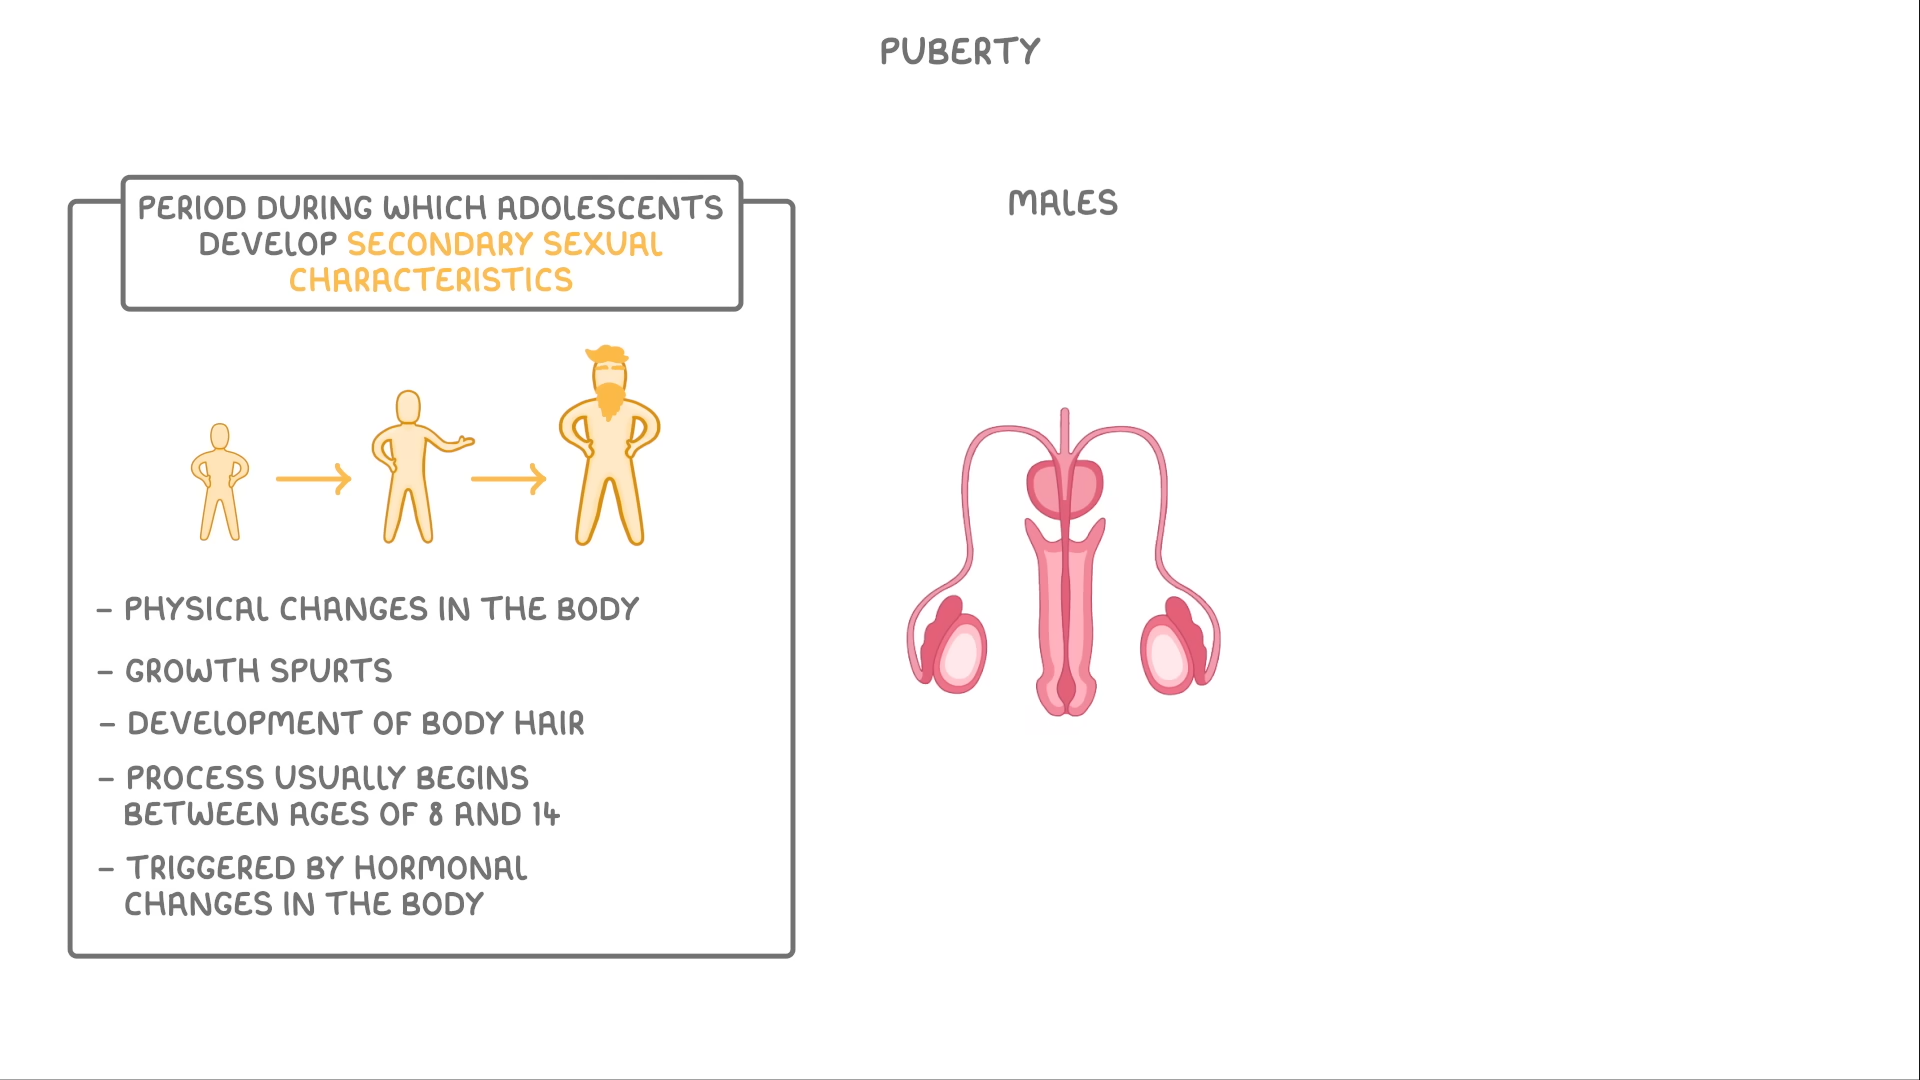 PUBERTY
PERIOD DURING WHICH ADOLESCENTS
DEVELOP SECONDARY SEXUAL
CHARACTERISTICS
- PHYSICAL CHANGES IN THE BODY
- GROWTH SPURTS
- DEVELOPMENT OF BODY HAIR
- PROCESS USUALLY BEGINS
BETWEEN AGES OF 8 AND 14
- TRIGGERED BY HORMONAL
CHANGES IN THE BODY
MALES